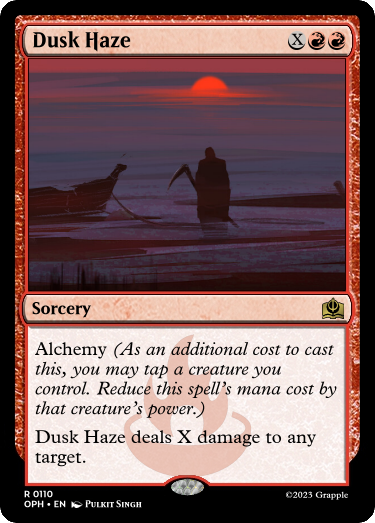 Dusk Haze X
Sorcery
Alchemy (As an additional cost to cast
this, you may tap a creature you
control. Reduce this spell's mana cost by
that creature's power.)
Dusk Haze deals X damage to any
target.
R 0110
OPH • EN Pulkit Singh
©2023 Grapple